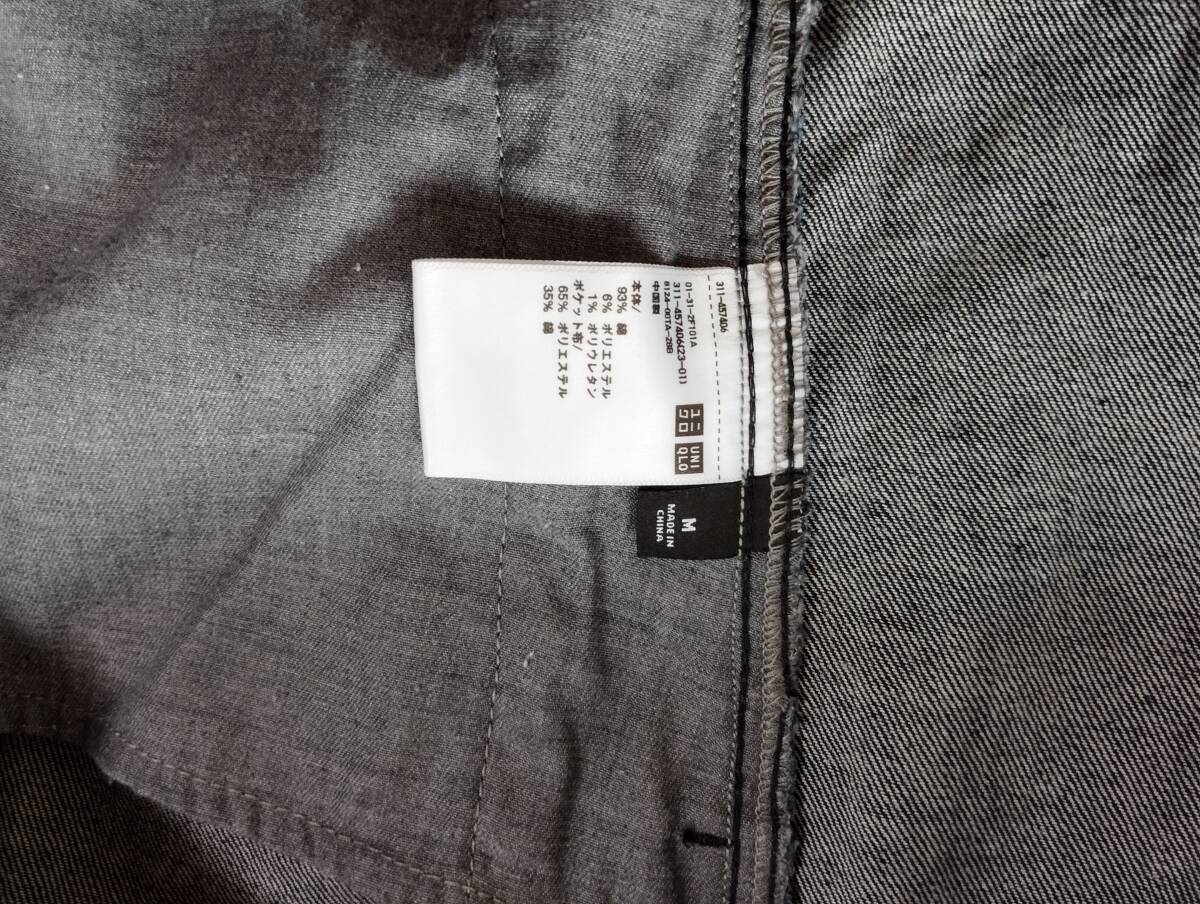 311-457406
01-31-2F101A
311-457406(23-01)
8124-00TA-28B
中国製
本体/
93% 綿
6% ポリエステル
1% ポリウレタン
ポケット布/
65% ポリエステル
35% 綿
ユニ
クロ
UNI
QLO
M
MADE IN
CHINA